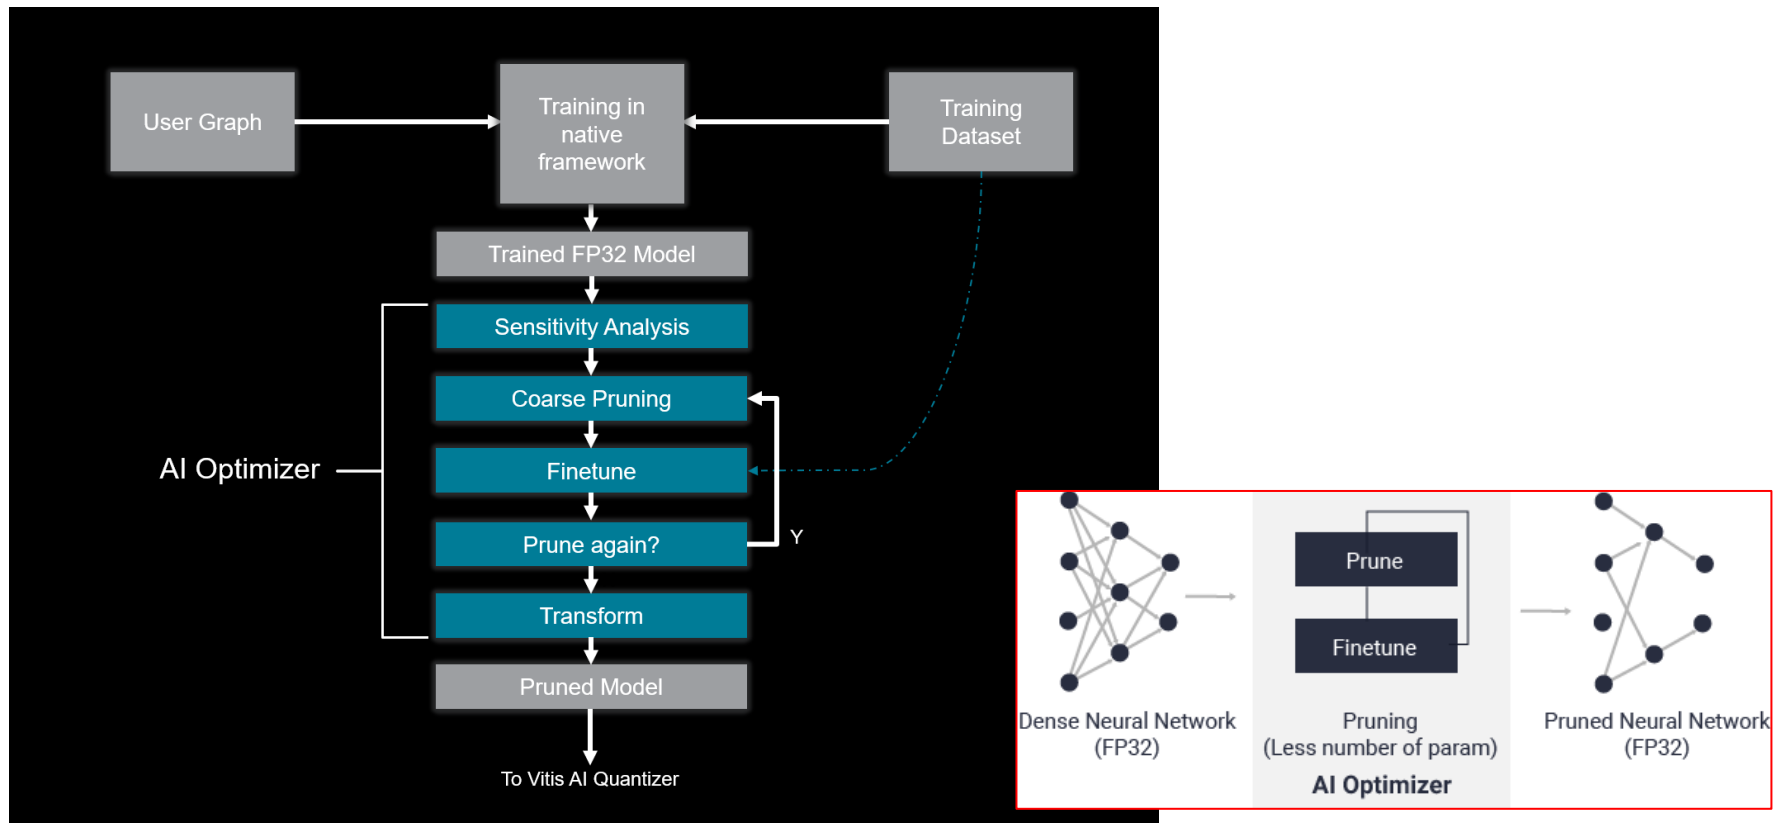 User Graph
Training in
native
framework
Training
Dataset
Trained FP32 Model
Sensitivity Analysis
Coarse Pruning
AI Optimizer
Finetune
Prune again?
Y
Transform
Pruned Model
To Vitis AI Quantizer
Prune
Finetune
Dense Neural Network
(FP32)
Pruning
(Less number of param)
AI Optimizer
Pruned Neural Network
(FP32)